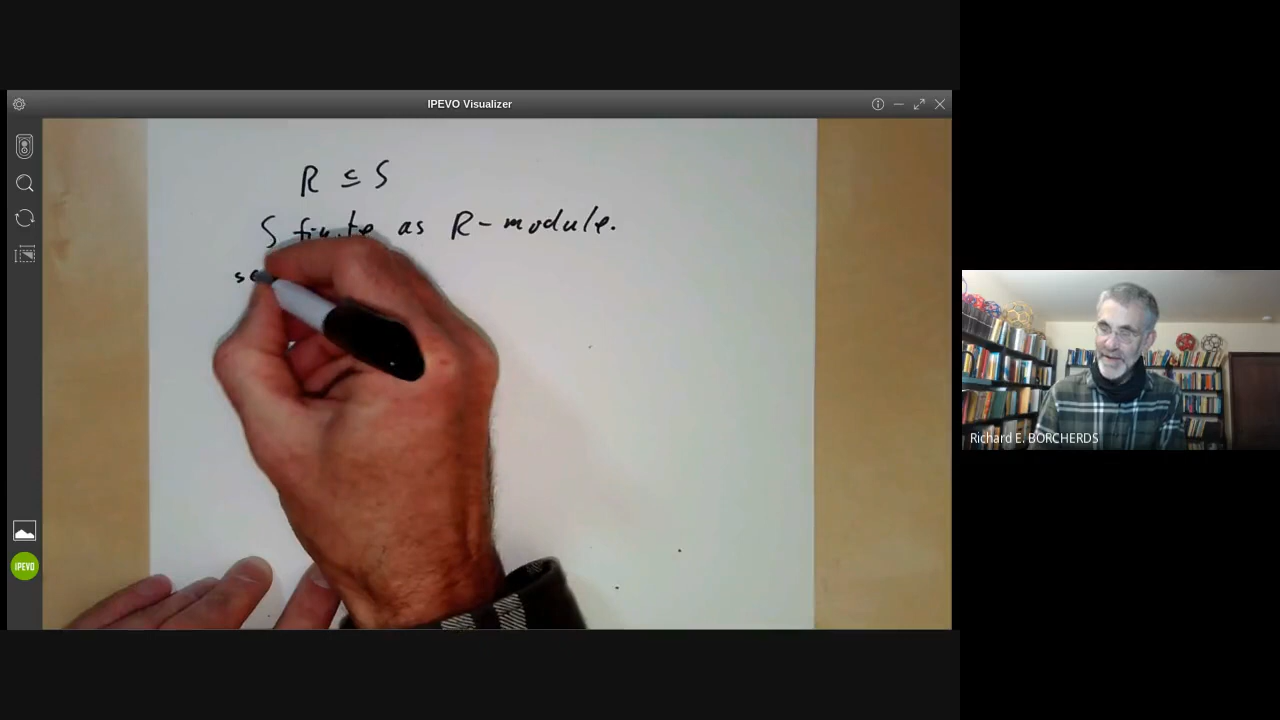 IPEVO Visualizer
R ⊆ S
S finite as R-module.
IPEVO
Richard E. BORCHERDS